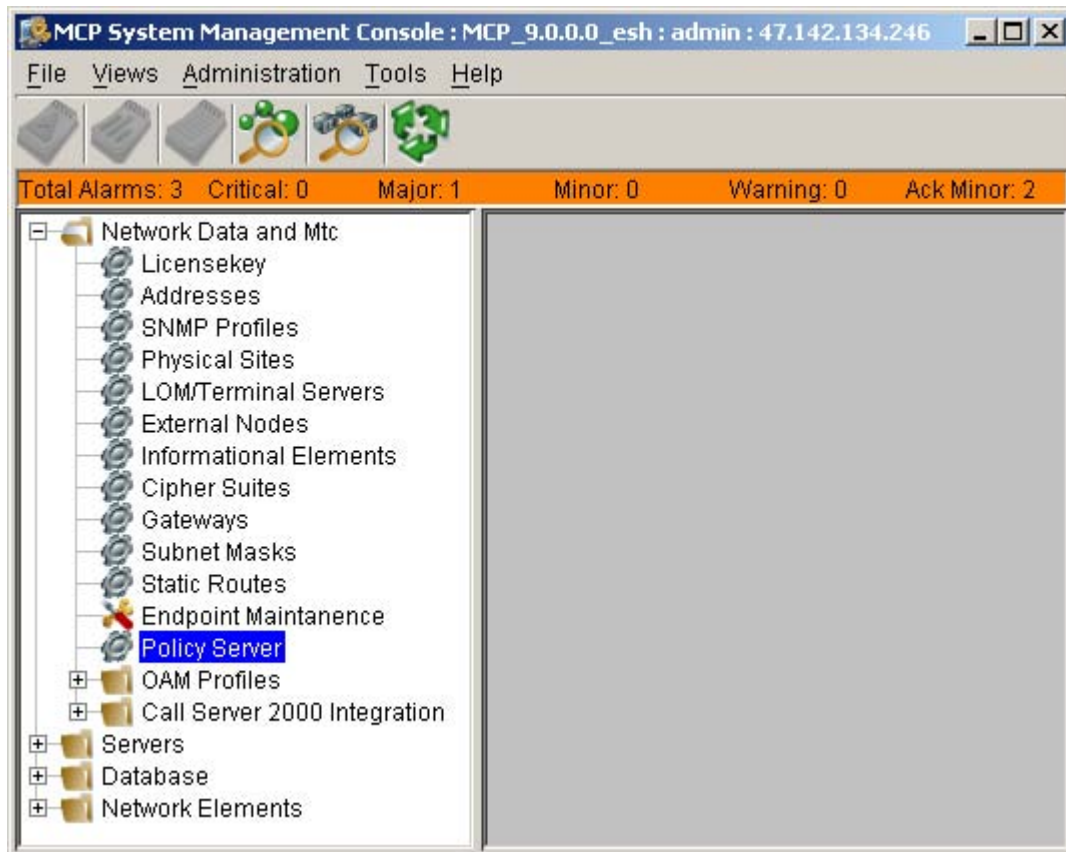 MCP System Management Console : MCP_9.0.0.0_esh : admin : 47.142.134.246
File Views Administration Tools Help
Total Alarms: 3 Critical: 0 Major: 1 Minor: 0 Warning: 0 Ack Minor: 2
Network Data and Mtc
Licensekey
Addresses
SNMP Profiles
Physical Sites
LOM/Terminal Servers
External Nodes
Informational Elements
Cipher Suites
Gateways
Subnet Masks
Static Routes
Endpoint Maintanence
Policy Server
OAM Profiles
Call Server 2000 Integration
Servers
Database
Network Elements